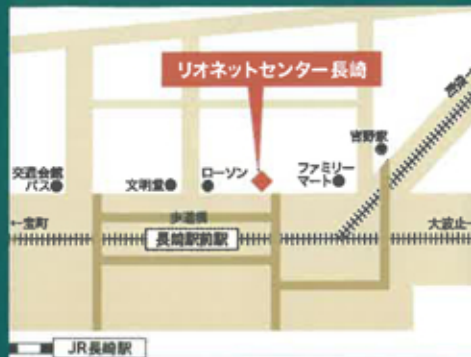 リオネットセンター長崎
交通会館
バス
文明堂
ローソン
ファミリー
マート
吉野家
←宝町
歩道橋
長崎駅前駅
大波止→
JR長崎駅